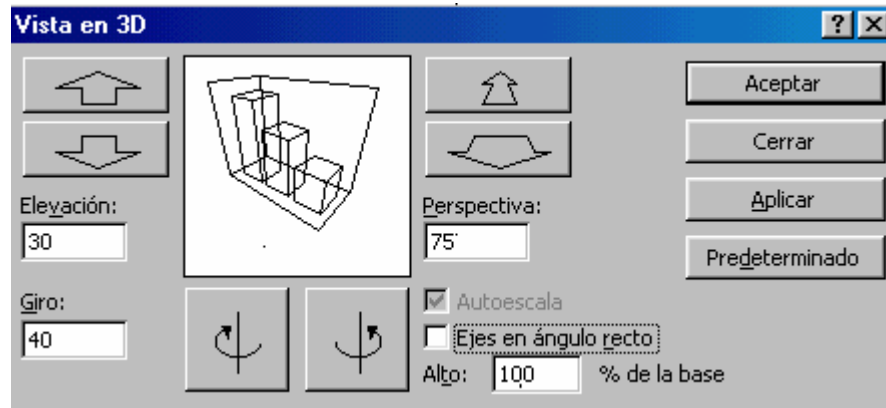 Vista en 3D
Aceptar
Cerrar
Elevación:
30
Perspectiva:
75
Aplicar
Predeterminado
Giro:
40
Autoescala
Ejes en ángulo recto
Alto: 100 % de la base